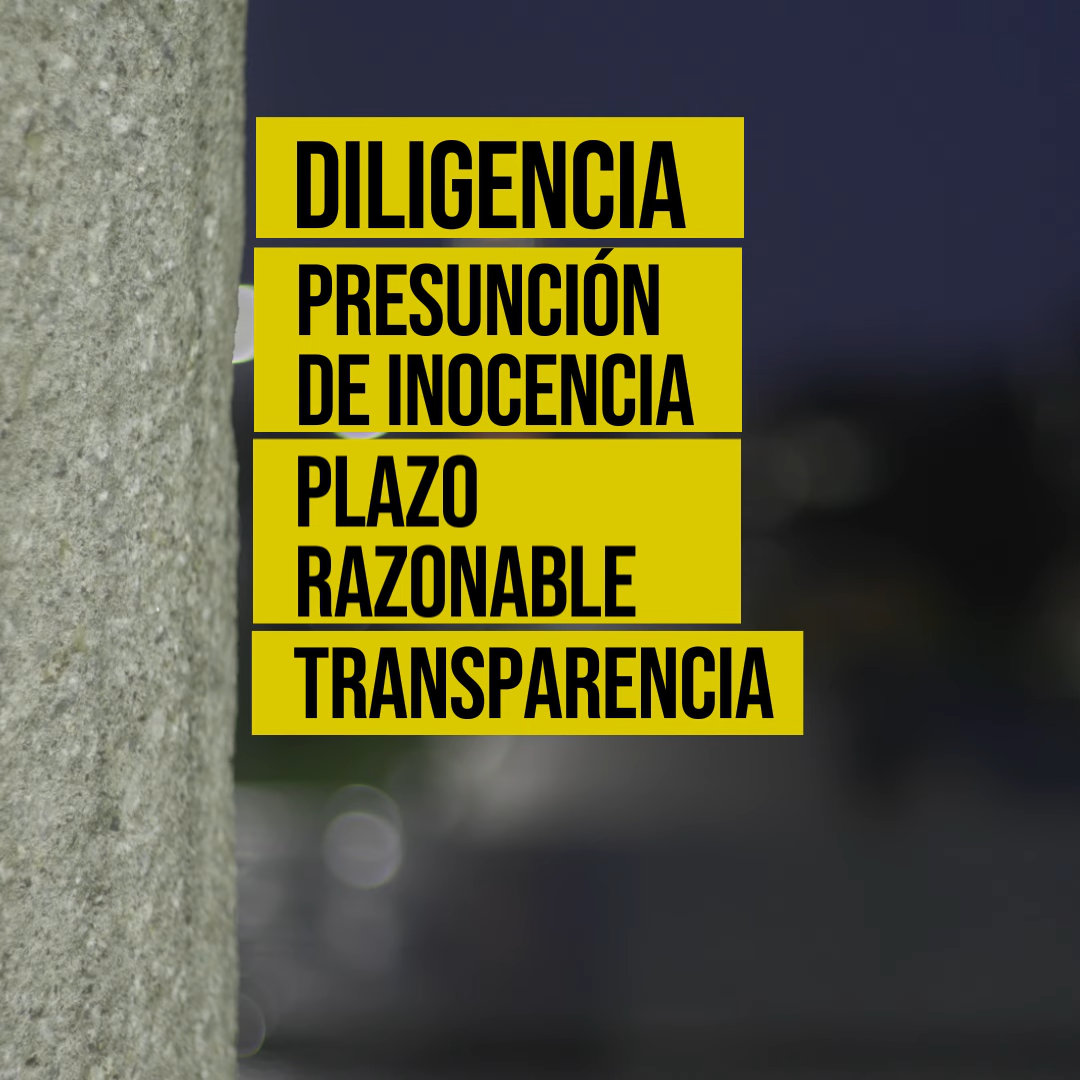 DILIGENCIA
PRESUNCIÓN
DE INOCENCIA
PLAZO
RAZONABLE
TRANSPARENCIA